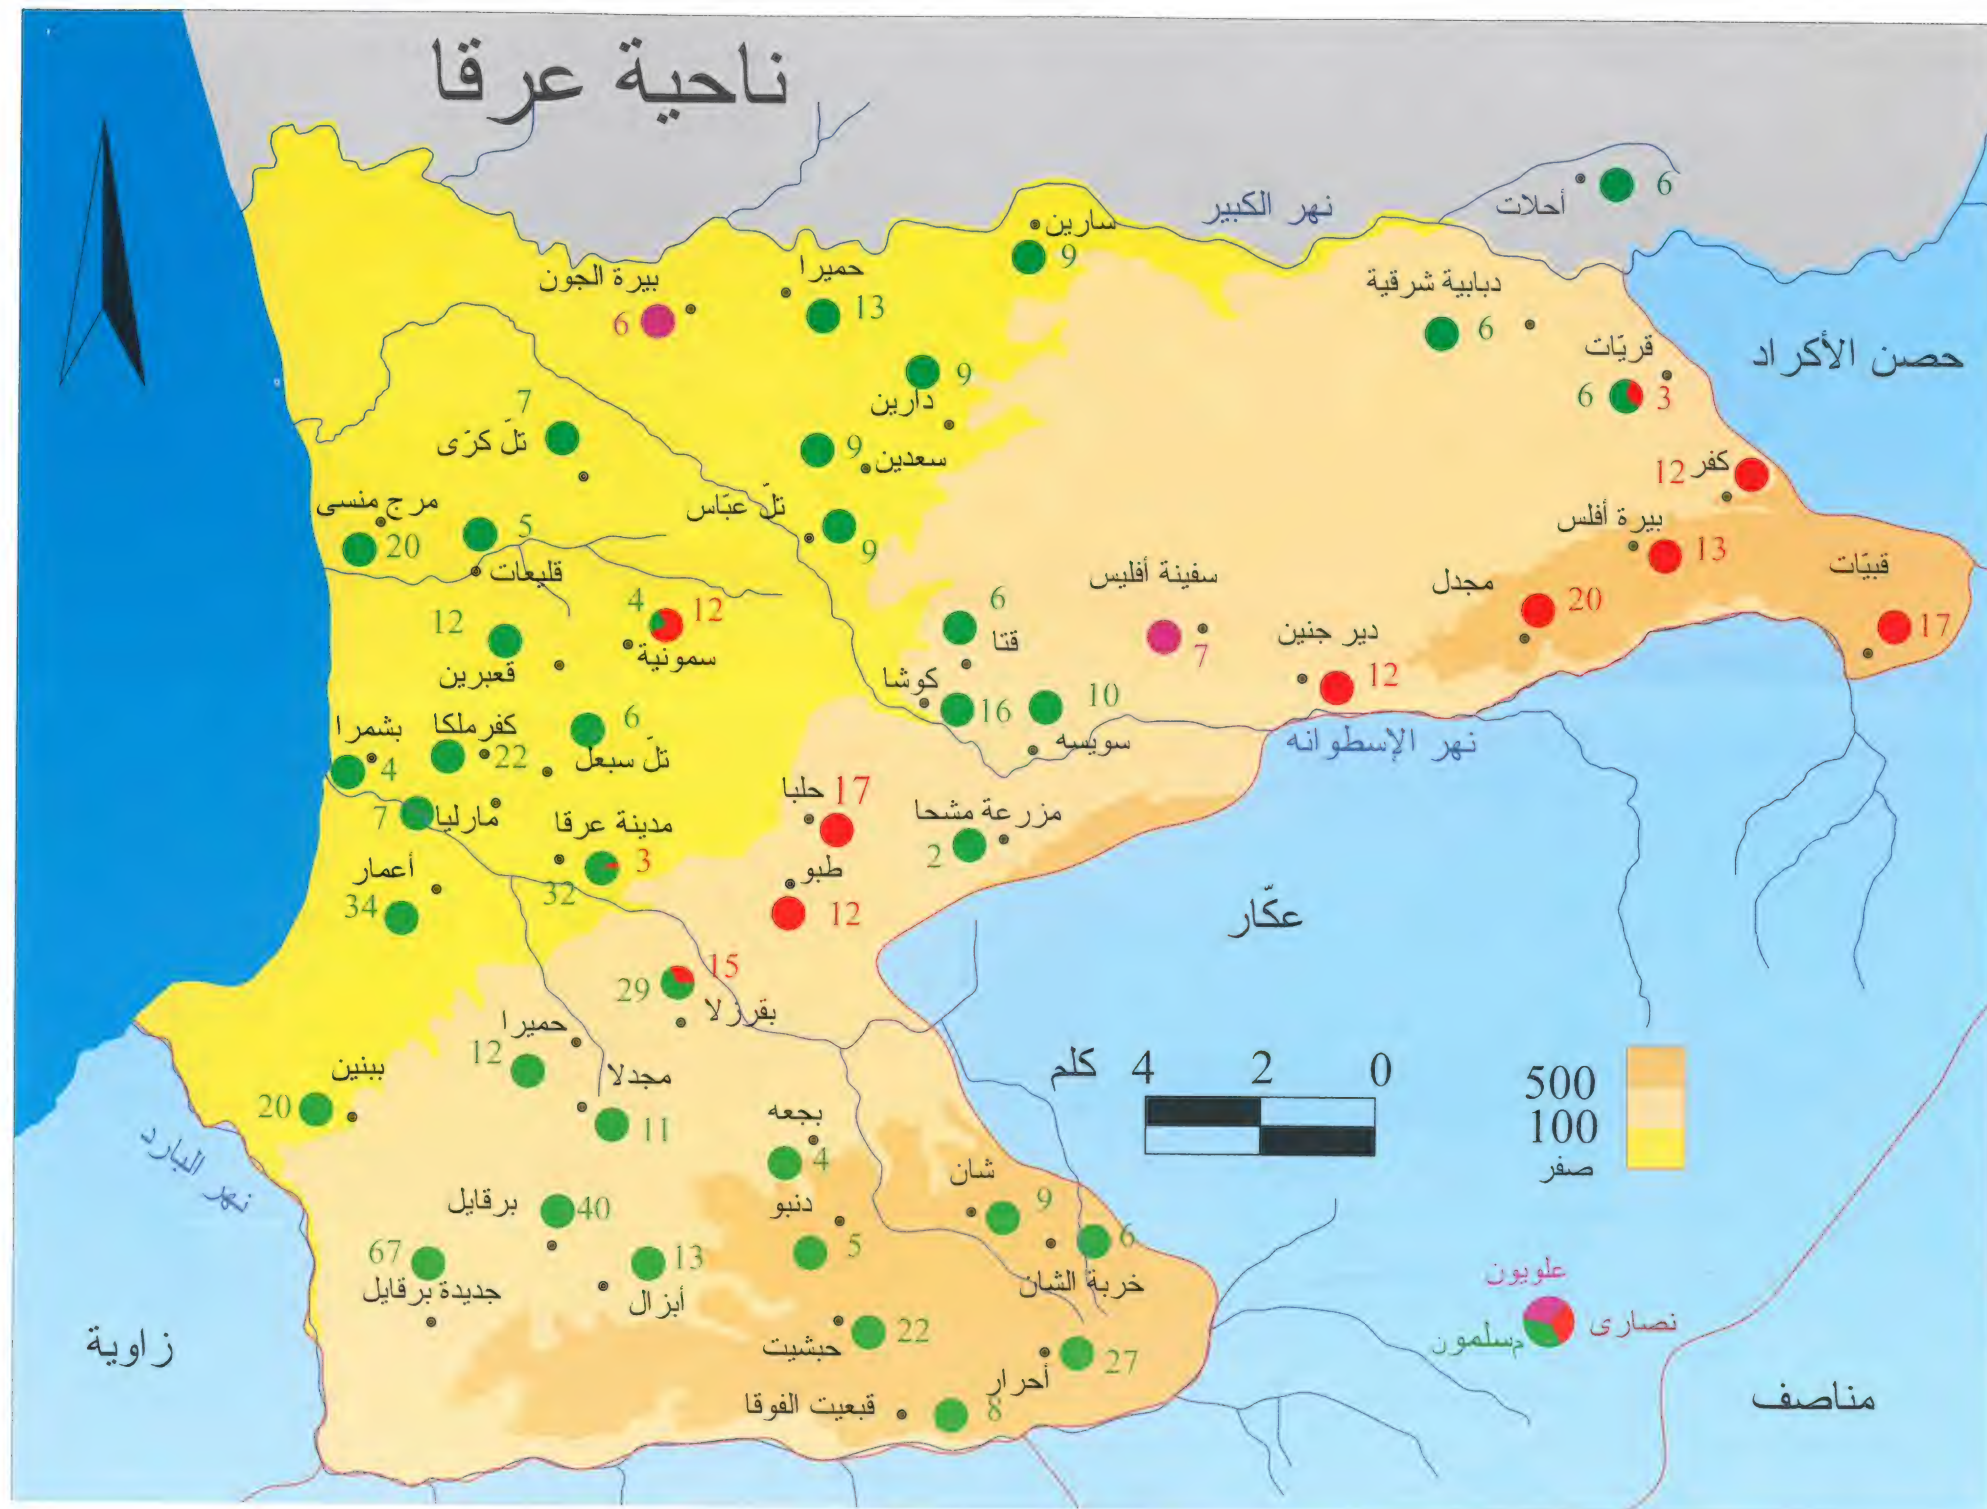 ناحية عرقا
نهر الكبير
أحلات
6
سارين
9
حميرا
13
بيرة الجون
6
دبابية شرقية
6
قريّات
6
3
حصن الأكراد
دارين
9
سعدين
9
تلّ كرّى
7
كفر
12
تلّ عبّاس
9
مرج منسى
20
5
قليعات
بيرة أفلس
13
قبيّات
17
مجدل
20
سفينة أفليس
7
دير جنين
12
قتا
6
كوشا
16
سويسه
10
نهر الإسطوانه
سمونية
4
12
قعبرين
12
تلّ سبعل
6
كفر ملكا
22
بشمرا
4
مارليا
7
حلبا
17
مزرعة مشحا
2
مدينة عرقا
32
3
طبو
12
أعمار
34
عكّار
بقرزلا
29
15
حميرا
12
مجدلا
11
ببنين
20
نهر البارد
كلم
4
2
0
500
100
صفر
بجعه
4
شان
9
دنبو
5
خربة الشان
6
برقايل
40
جديدة برقايل
67
أبزال
13
حبشيت
22
أحرار
27
قبعيت الفوقا
8
علويون
نصارى
مسلمون
زاوية
مناصف